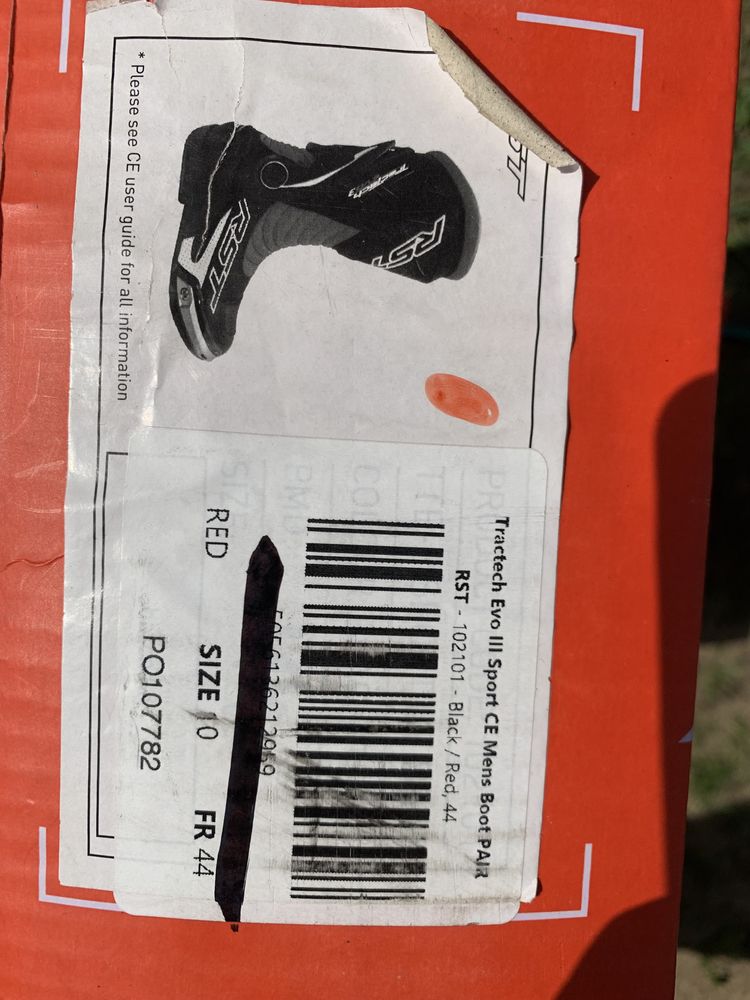 RST
Tractech
RST
RST
* Please see CE user guide for all information
Tractech Evo III Sport CE Mens Boot PAIR
RST - 102101 - Black / Red, 44
RED SIZE 10 FR 44
PO107782